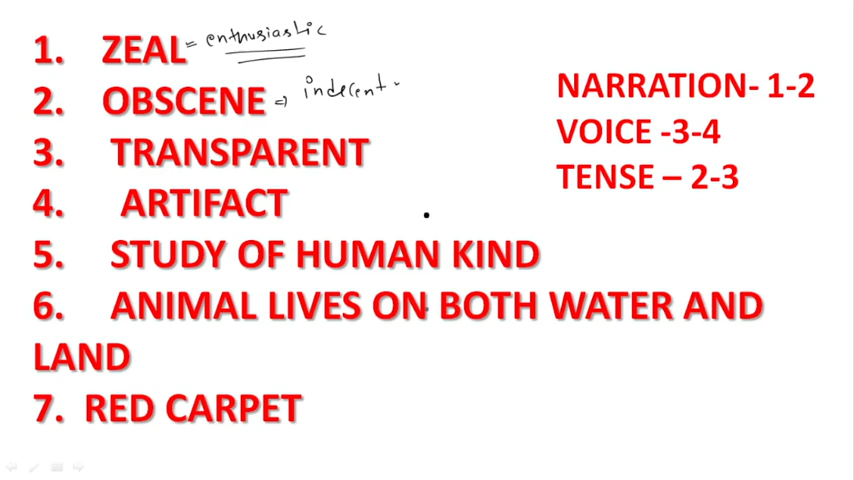 1. ZEAL = enthusiastic
2. OBSCENE => indecent.
3. TRANSPARENT
4. ARTIFACT
5. STUDY OF HUMAN KIND
6. ANIMAL LIVES ON BOTH WATER AND
LAND
7. RED CARPET
NARRATION- 1-2
VOICE -3-4
TENSE – 2-3